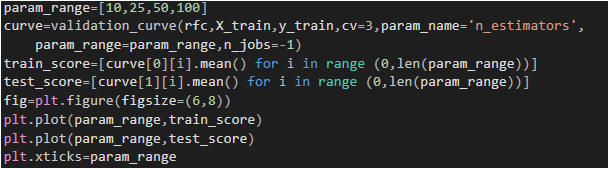 param_range=[10,25,50,100]
curve=validation_curve(rfc,X_train,y_train,cv=3,param_name='n_estimators',
    param_range=param_range,n_jobs=-1)
train_score=[curve[0][i].mean() for i in range (0,len(param_range))]
test_score=[curve[1][i].mean() for i in range (0,len(param_range))]
fig=plt.figure(figsize=(6,8))
plt.plot(param_range,train_score)
plt.plot(param_range,test_score)
plt.xticks=param_range